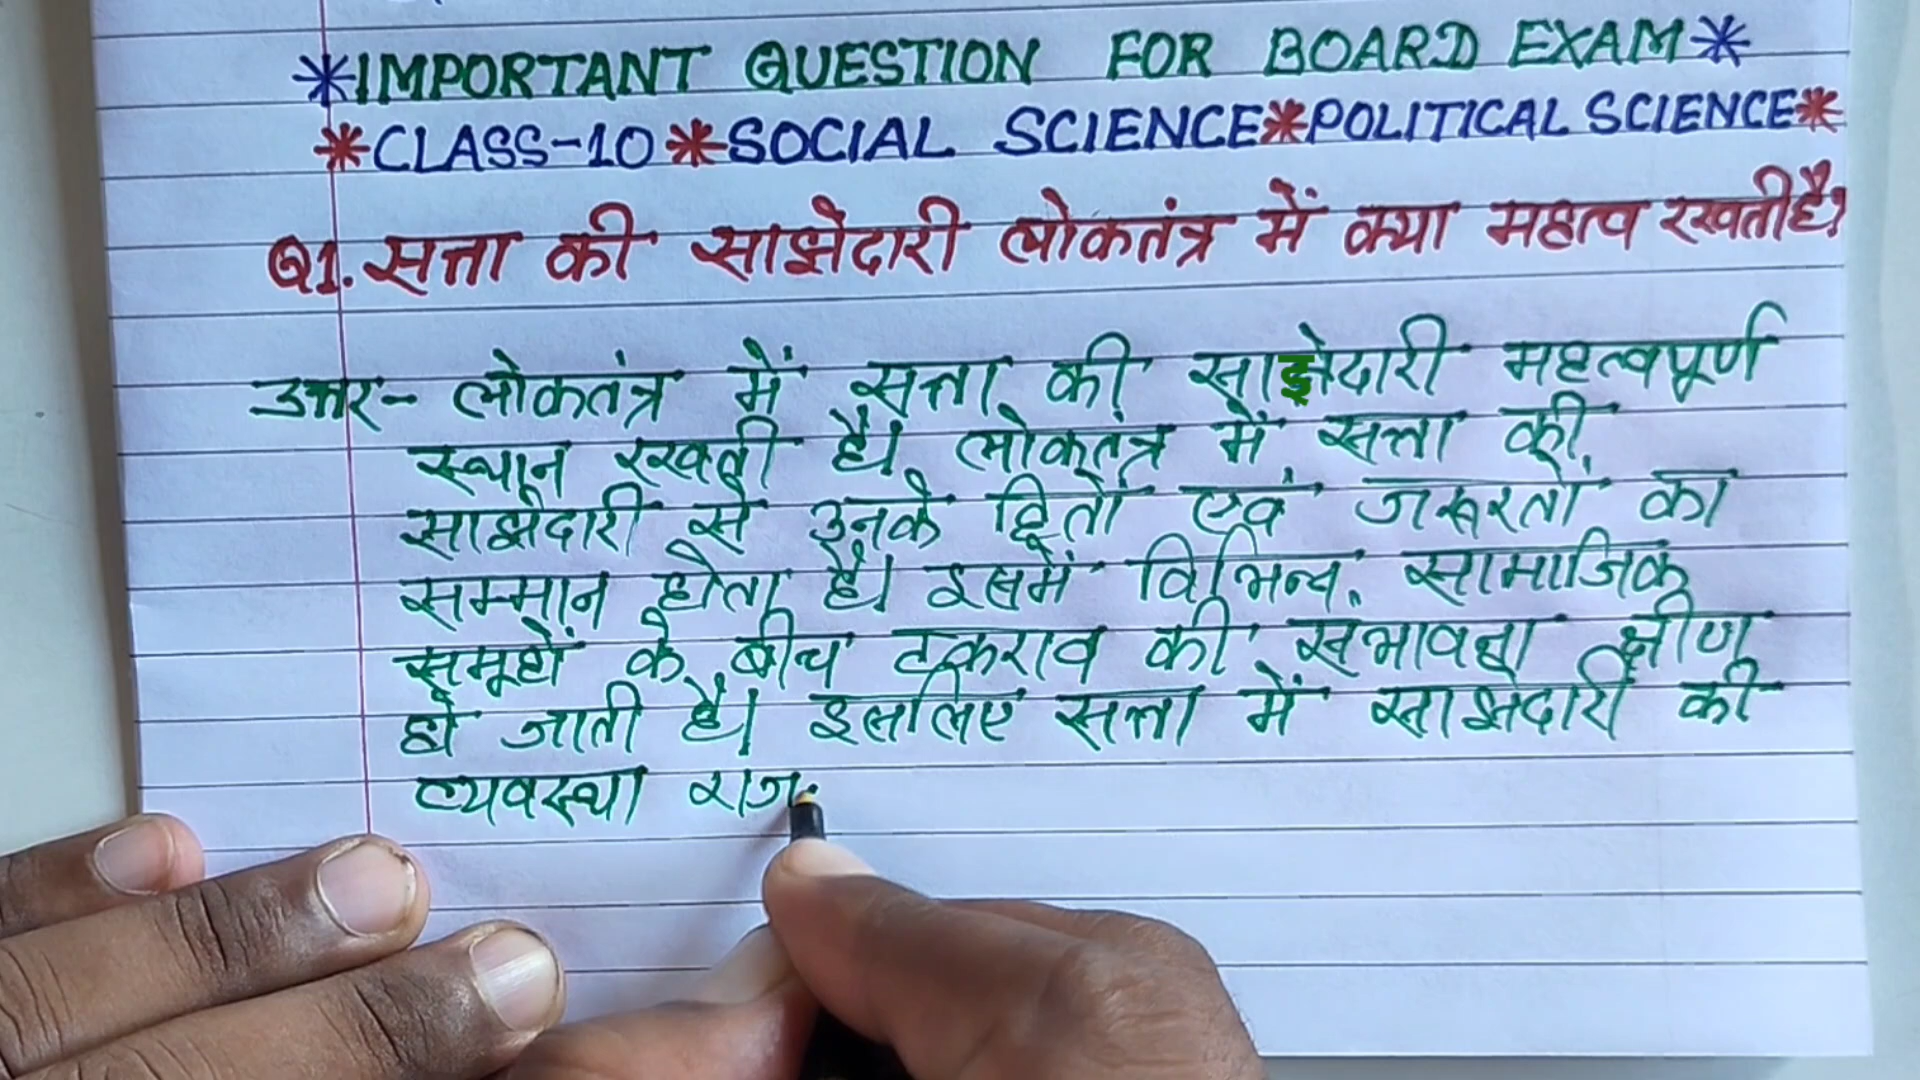 *IMPORTANT QUESTION FOR BOARD EXAM*
*CLASS-10*SOCIAL SCIENCE*POLITICAL SCIENCE*
Q1. सत्ता की साझेदारी लोकतंत्र में क्या महत्व रखती है?
उत्तर- लोकतंत्र में सत्ता की साझेदारी महत्वपूर्ण
स्थान रखती है। लोकतंत्र में सत्ता की
साझेदारी से उनके हितों एवं जरूरतों का
सम्मान होता है। इसमें विभिन्न सामाजिक
समूहों के बीच टकराव की संभावना क्षीण
हो जाती है। इसलिए सत्ता में साझेदारी की
व्यवस्था राज